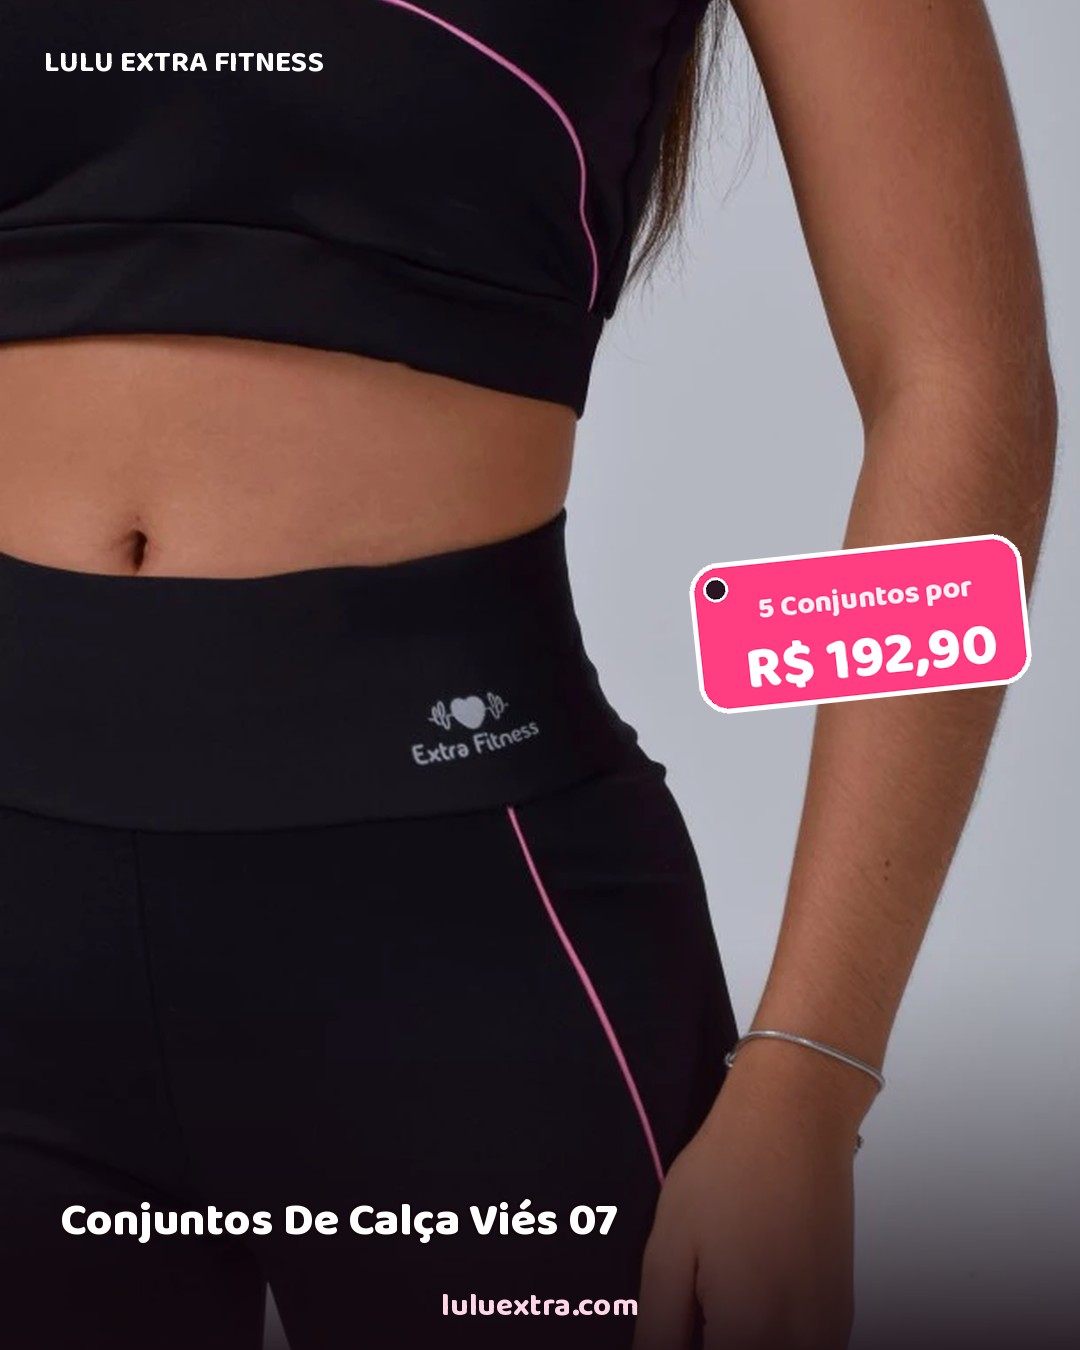 LULU EXTRA FITNESS
5 Conjuntos por
R$ 192,90
Extra Fitness
Conjuntos De Calça Viés 07
luluextra.com